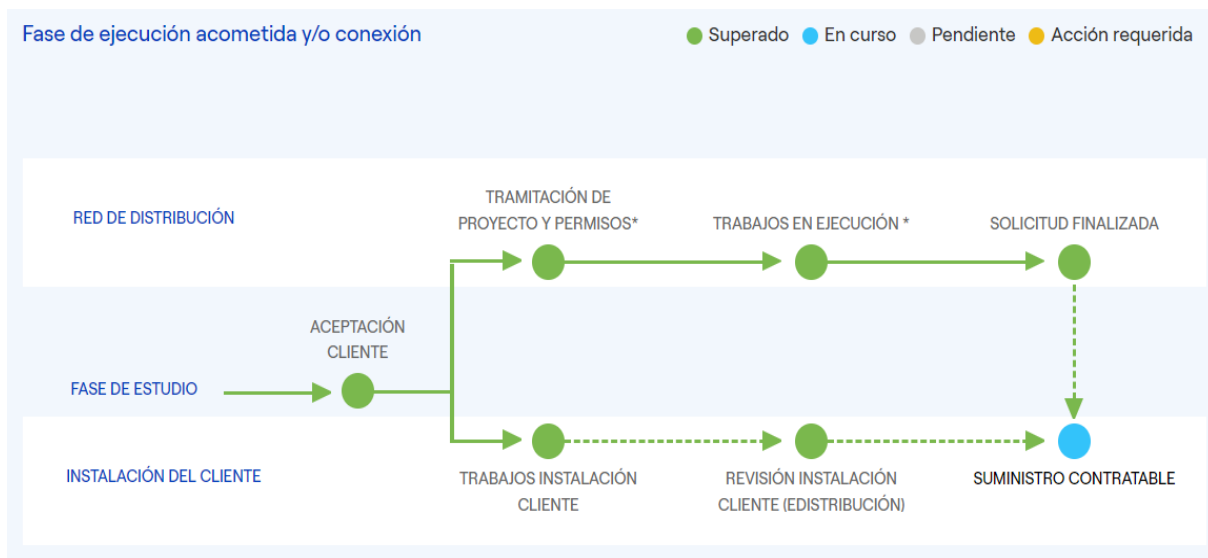 Fase de ejecución acometida y/o conexión
Superado En curso Pendiente Acción requerida
RED DE DISTRIBUCIÓN
TRAMITACIÓN DE
PROYECTO Y PERMISOS*
TRABAJOS EN EJECUCIÓN *
SOLICITUD FINALIZADA
ACEPTACIÓN
CLIENTE
FASE DE ESTUDIO
INSTALACIÓN DEL CLIENTE
TRABAJOS INSTALACIÓN
CLIENTE
REVISIÓN INSTALACIÓN
CLIENTE (EDISTRIBUCIÓN)
SUMINISTRO CONTRATABLE